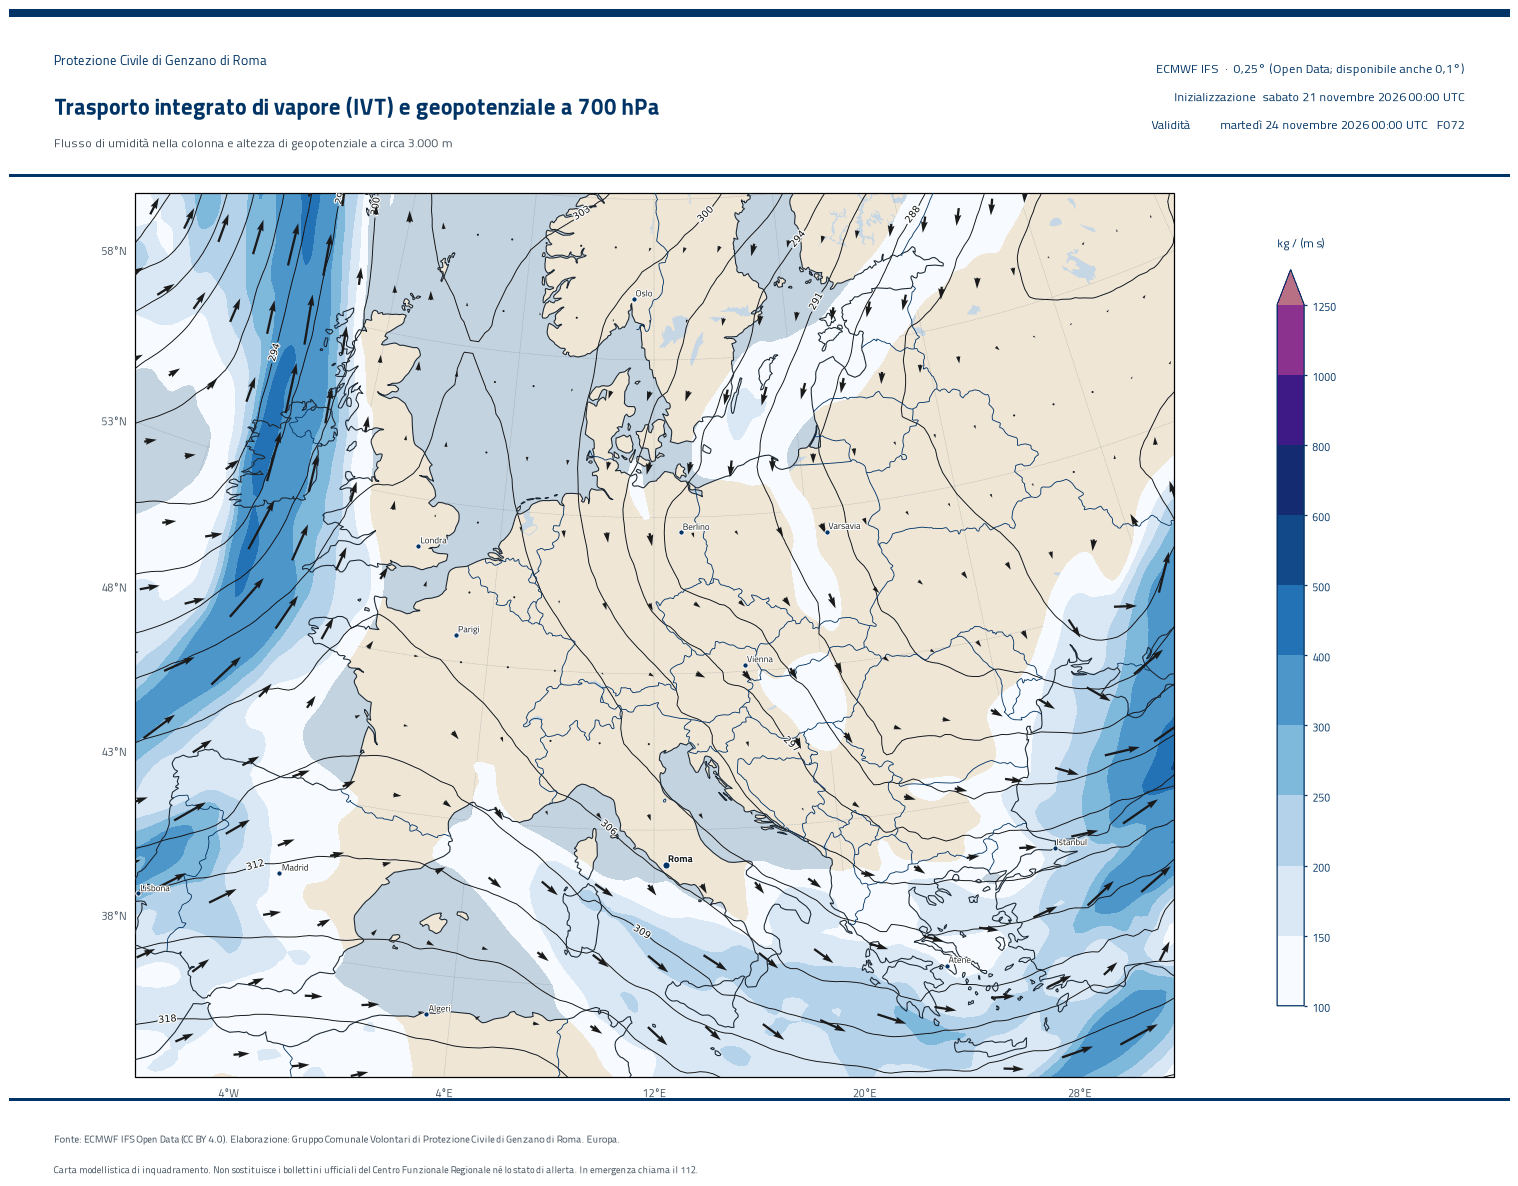 Protezione Civile di Genzano di Roma
Trasporto integrato di vapore (IVT) e geopotenziale a 700 hPa
Flusso di umidità nella colonna e altezza di geopotenziale a circa 3.000 m
ECMWF IFS · 0,25° (Open Data; disponibile anche 0,1°)
Inizializzazione sabato 21 novembre 2026 00:00 UTC
Validità martedì 24 novembre 2026 00:00 UTC F072
kg / (m s)
1250
1000
800
600
500
400
300
250
200
150
100
58°N
53°N
48°N
43°N
38°N
4°W
4°E
12°E
20°E
28°E
300
303
300
294
288
291
294
297
306
312
309
318
Oslo
Londra
Berlino
Varsavia
Parigi
Vienna
Roma
Madrid
Lisbona
Istanbul
Atene
Algeri
Fonte: ECMWF IFS Open Data (CC BY 4.0). Elaborazione: Gruppo Comunale Volontari di Protezione Civile di Genzano di Roma. Europa.
Carta modellistica di inquadramento. Non sostituisce i bollettini ufficiali del Centro Funzionale Regionale né lo stato di allerta. In emergenza chiama il 112.